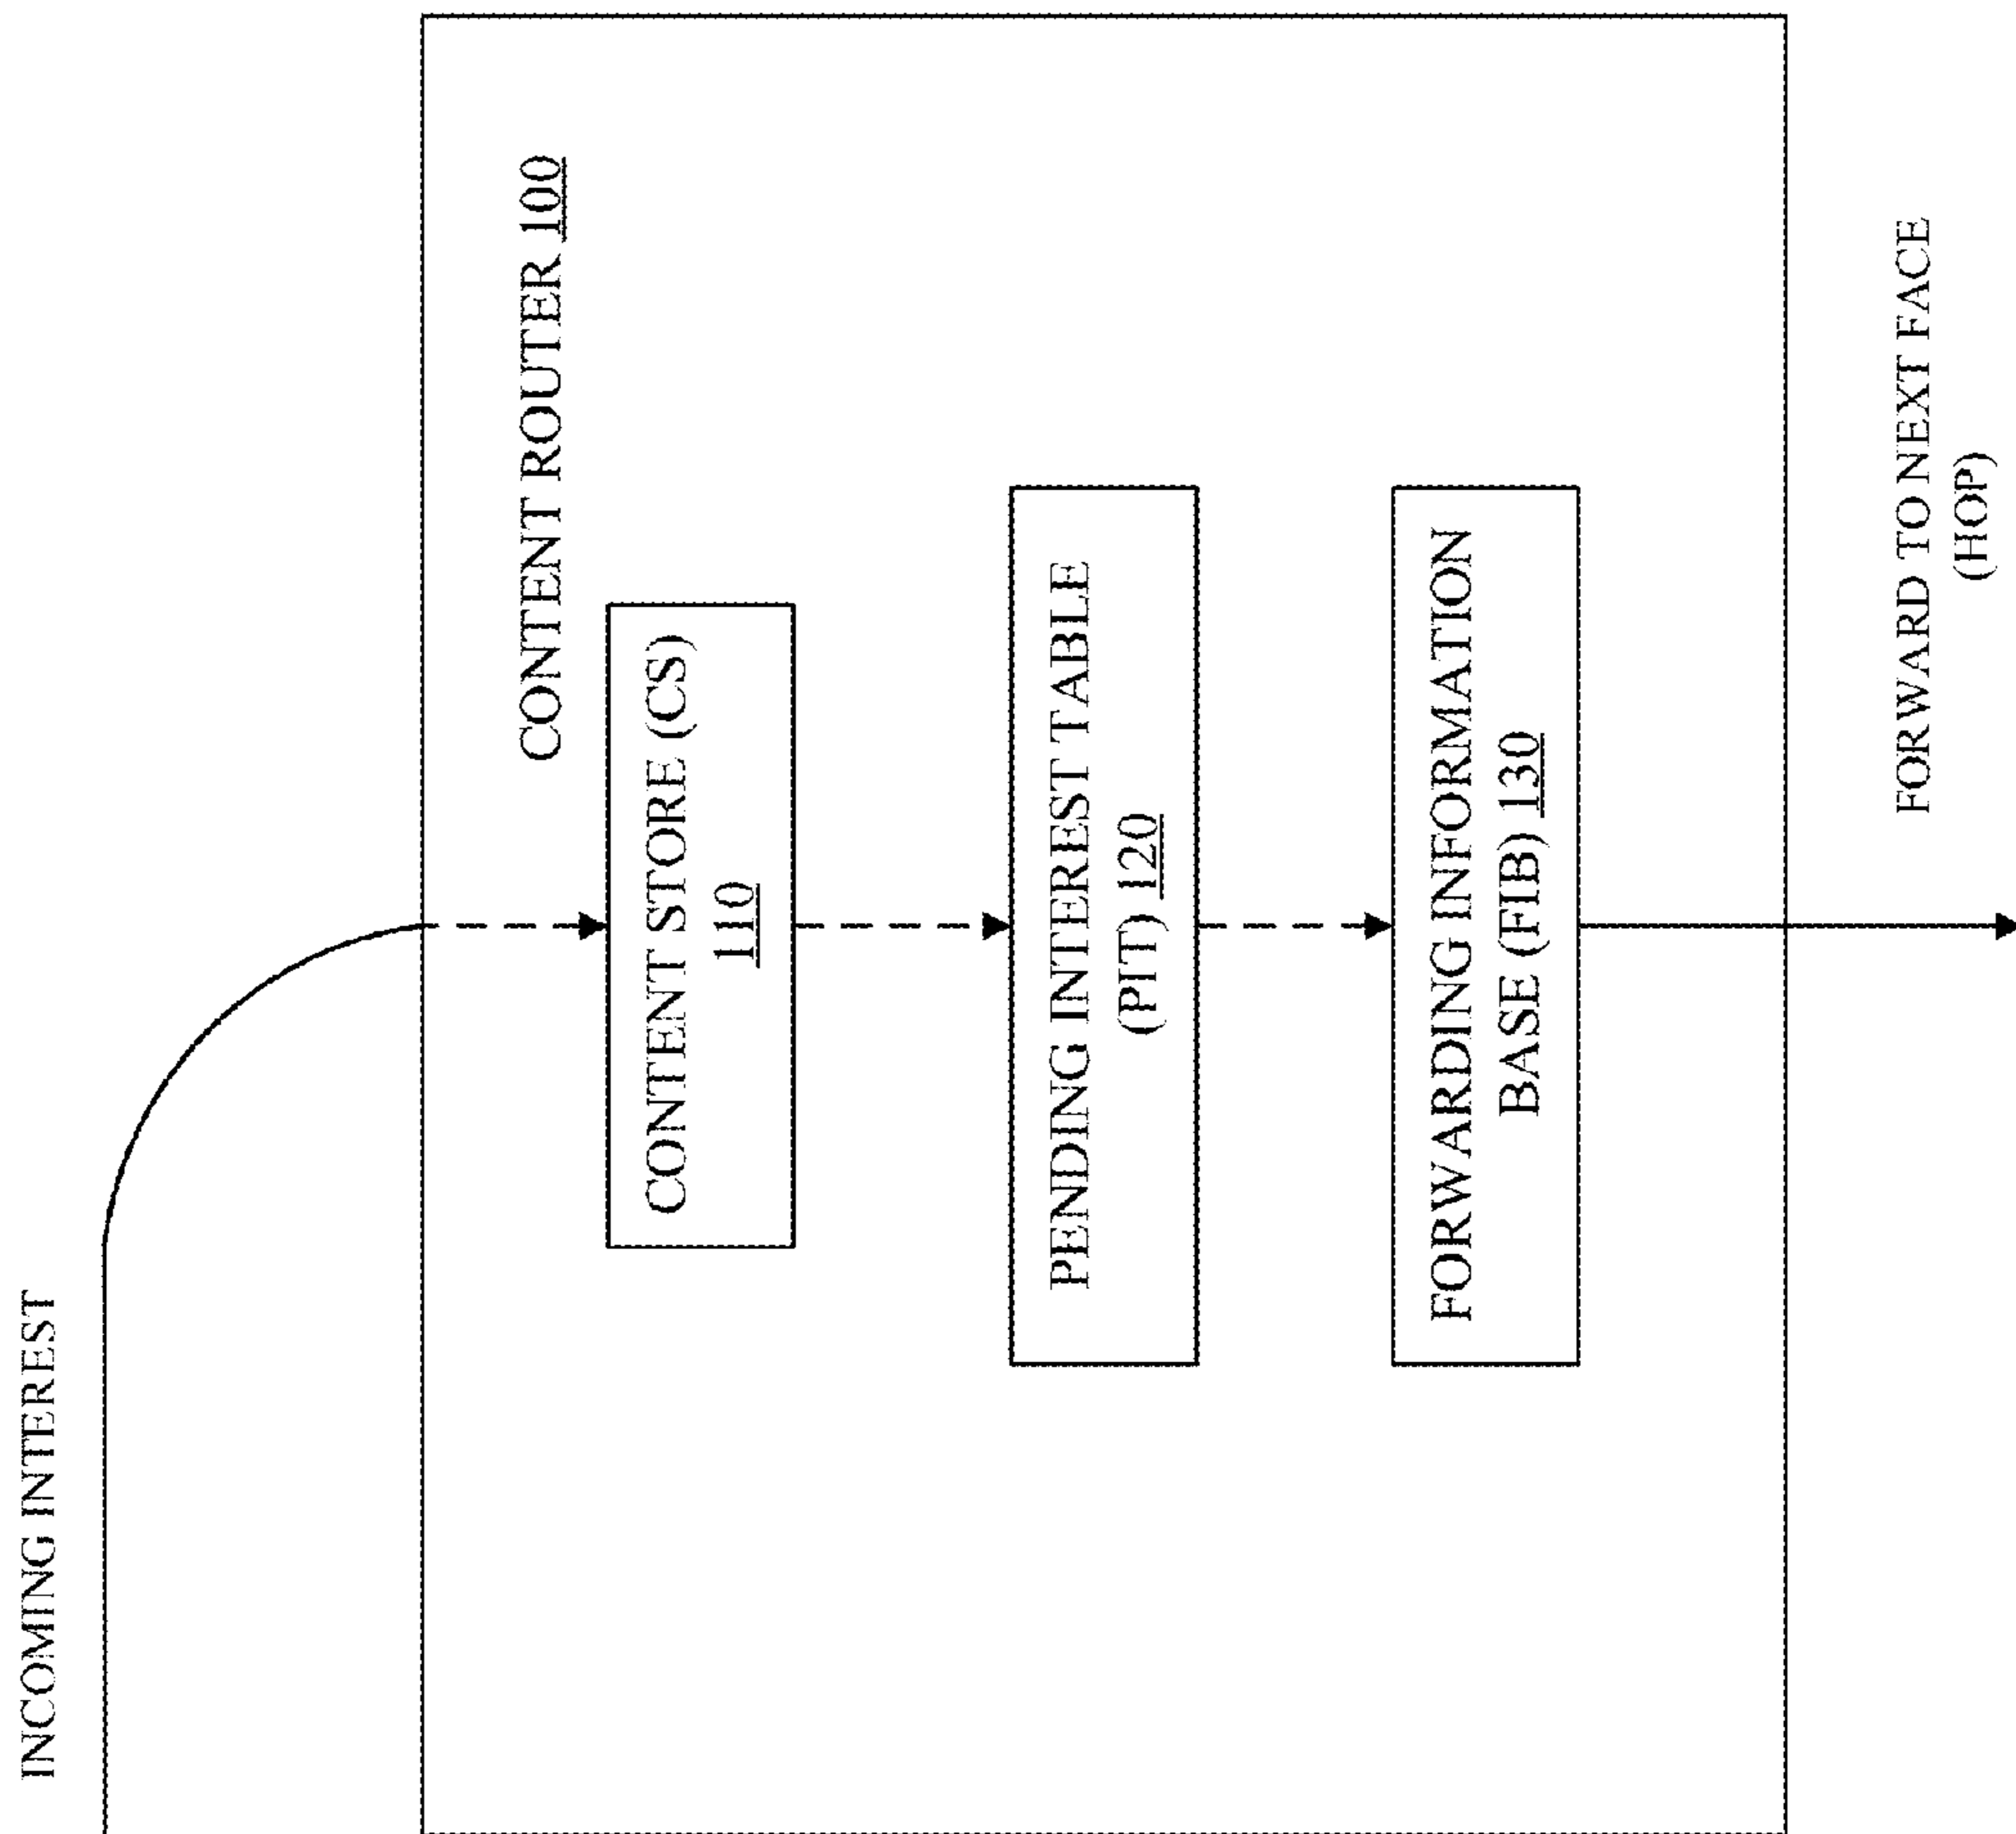 INCOMING INTEREST
CONTENT ROUTER 100
CONTENT STORE (CS)
110
PENDING INTEREST TABLE
(PIT) 120
FORWARDING INFORMATION
BASE (FIB) 130
FORWARD TO NEXT FACE
(HOP)